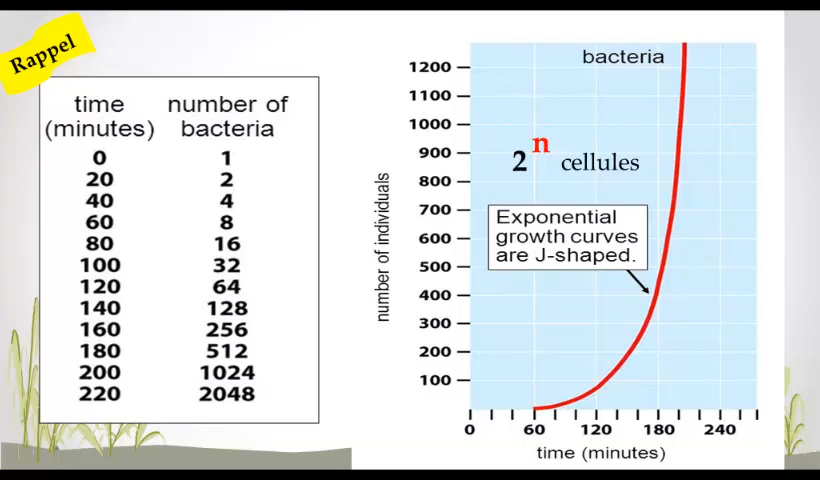 Rappel
time number of
(minutes) bacteria
0 1
20 2
40 4
60 8
80 16
100 32
120 64
140 128
160 256
180 512
200 1024
220 2048
bacteria
2 n cellules
Exponential
growth curves
are J-shaped.
number of individuals
1200
1100
1000
900
800
700
600
500
400
300
200
100
0 60 120 180 240
time (minutes)